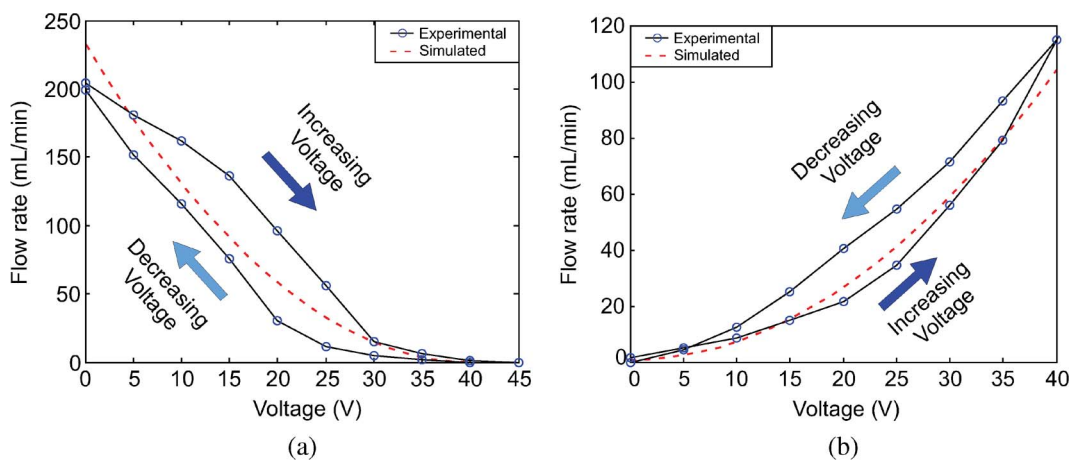 250
200
150
100
50
0
Flow rate (mL/min)
Experimental
Simulated
Increasing
Voltage
Decreasing
Voltage
0 5 10 15 20 25 30 35 40 45
Voltage (V)
(a)
120
100
80
60
40
20
0
Flow rate (mL/min)
Experimental
Simulated
Decreasing
Voltage
Increasing
Voltage
0 5 10 15 20 25 30 35 40
Voltage (V)
(b)